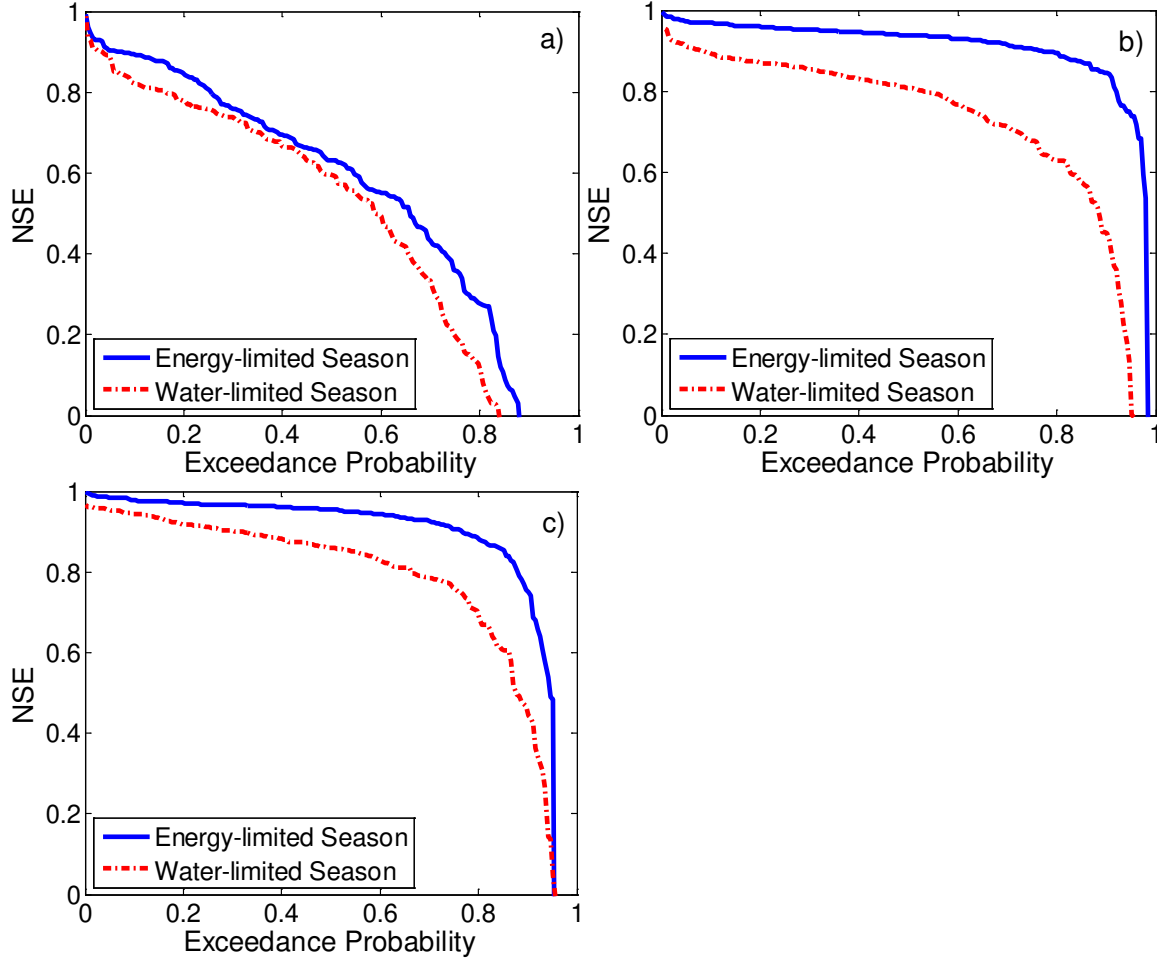 a)
1
0.8
0.6
0.4
0.2
0
NSE
Energy-limited Season
Water-limited Season
0 0.2 0.4 0.6 0.8 1
Exceedance Probability
b)
1
0.8
0.6
0.4
0.2
0
NSE
Energy-limited Season
Water-limited Season
0 0.2 0.4 0.6 0.8 1
Exceedance Probability
c)
1
0.8
0.6
0.4
0.2
0
NSE
Energy-limited Season
Water-limited Season
0 0.2 0.4 0.6 0.8 1
Exceedance Probability